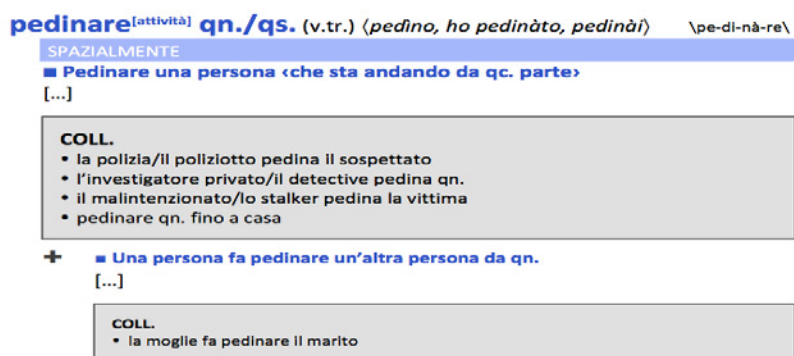 pedinare[attività] qn./qs. (v.tr.) ⟨pedìno, ho pedinàto, pedinài⟩ \pe-di-nà-re\
SPAZIALMENTE
■ Pedinare una persona ‹che sta andando da qc. parte›
[...]
COLL.
• la polizia/il poliziotto pedina il sospettato
• l'investigatore privato/il detective pedina qn.
• il malintenzionato/lo stalker pedina la vittima
• pedinare qn. fino a casa
+ ■ Una persona fa pedinare un'altra persona da qn.
[...]
COLL.
• la moglie fa pedinare il marito